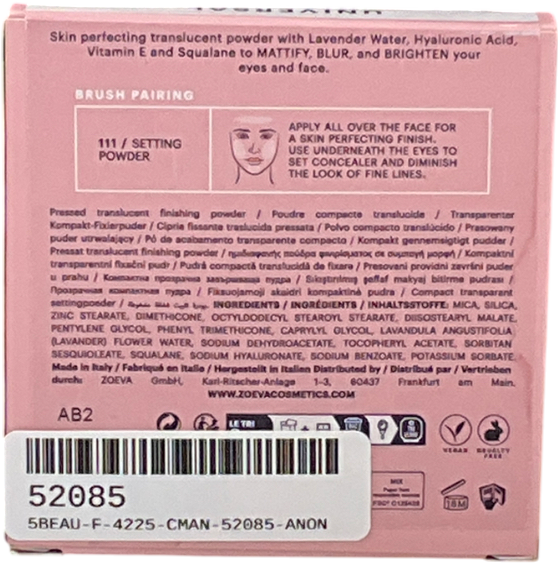 Skin perfecting translucent powder with Lavender Water, Hyaluronic Acid,
Vitamin E and Squalane to MATTIFY, BLUR, and BRIGHTEN your
eyes and face.
BRUSH PAIRING
111 / SETTING
POWDER
APPLY ALL OVER THE FACE FOR
A SKIN PERFECTING FINISH.
USE UNDERNEATH THE EYES TO
SET CONCEALER AND DIMINISH
THE LOOK OF FINE LINES.
Pressed translucent finishing powder / Poudre compacte translucide / Transparenter
Kompakt-Fixierpuder / Ciprie fissante traslucida pressata / Polvo compacto translúcido / Prasowany
puder utrwalający / Pó de acabamento transparente compacto / Kompakt gennemsigtigt pudder /
Pressat translucent finishing powder / ημιδιαφανής πούδρα φινιρίσματος σε συμπαγή μορφή / Kompaktni
transparentní fixační pudr / Pudră compactă translucidă de fixare / Presovani providni završni puder
u prahu / Компактна прозрачна завършваща пудра / Sıkıştırılmış şeffaf makyaj bitirme pudrası /
Прозрачная компактная пудра / Fiksuojamoji skaidri kompaktinė pudra / Compact transparant
settingpoeder / INGREDIENTS / INGRÉDIENTS / INHALTSSTOFFE: MICA, SILICA,
ZINC STEARATE, DIMETHICONE, OCTYLDODECYL STEAROYL STEARATE, DIISOSTEARYL MALATE,
PENTYLENE GLYCOL, PHENYL TRIMETHICONE, CAPRYLYL GLYCOL, LAVANDULA ANGUSTIFOLIA
(LAVANDER) FLOWER WATER, SODIUM DEHYDROACETATE, TOCOPHERYL ACETATE, SORBITAN
SESQUIOLEATE, SQUALANE, SODIUM HYALURONATE, SODIUM BENZOATE, POTASSIUM SORBATE.
Made in Italy / Fabriqué en Italie / Hergestellt in Italien Distributed by / Distribué par / Vertrieben
durch: ZOEVA GmbH, Karl-Ritscher-Anlage 1-3, 60437 Frankfurt am Main.
WWW.ZOEVACOSMETICS.COM
AB2
LE TRI
VEGAN
CRUELTY
FREE
MIX
18M
52085
5BEAU-F-4225-CMAN-52085-ANON